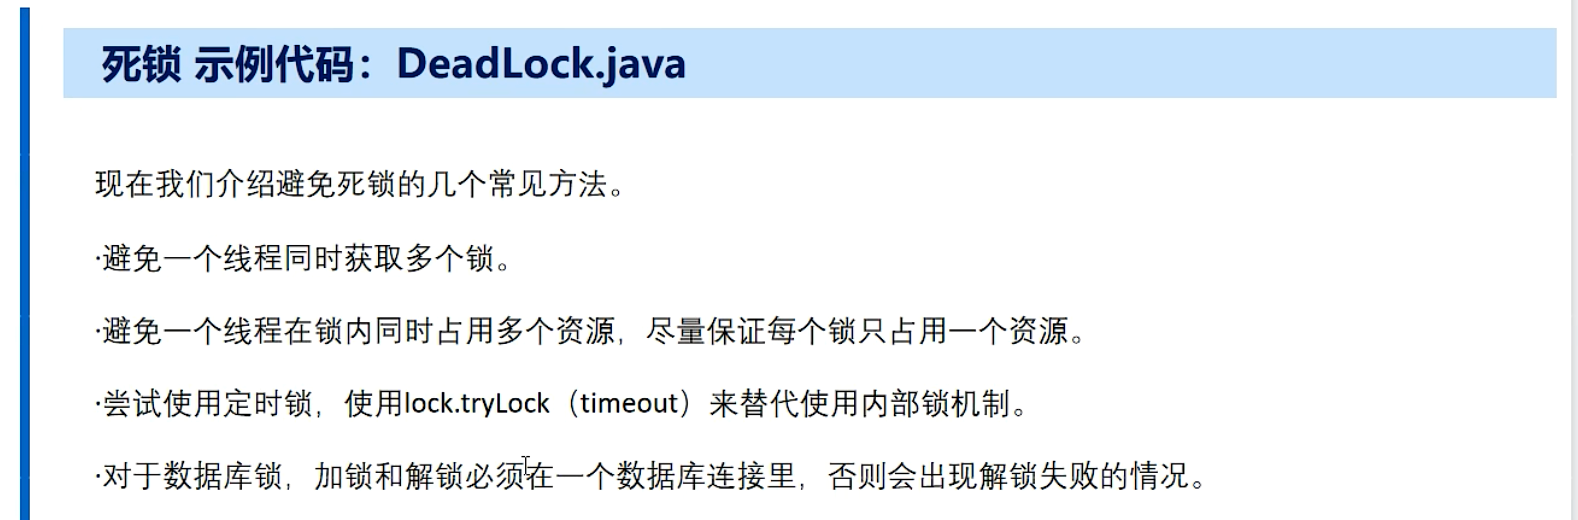 死锁 示例代码：DeadLock.java
现在我们介绍避免死锁的几个常见方法。
·避免一个线程同时获取多个锁。
·避免一个线程在锁内同时占用多个资源，尽量保证每个锁只占用一个资源。
·尝试使用定时锁，使用lock.tryLock（timeout）来替代使用内部锁机制。
·对于数据库锁，加锁和解锁必须在一个数据库连接里，否则会出现解锁失败的情况。